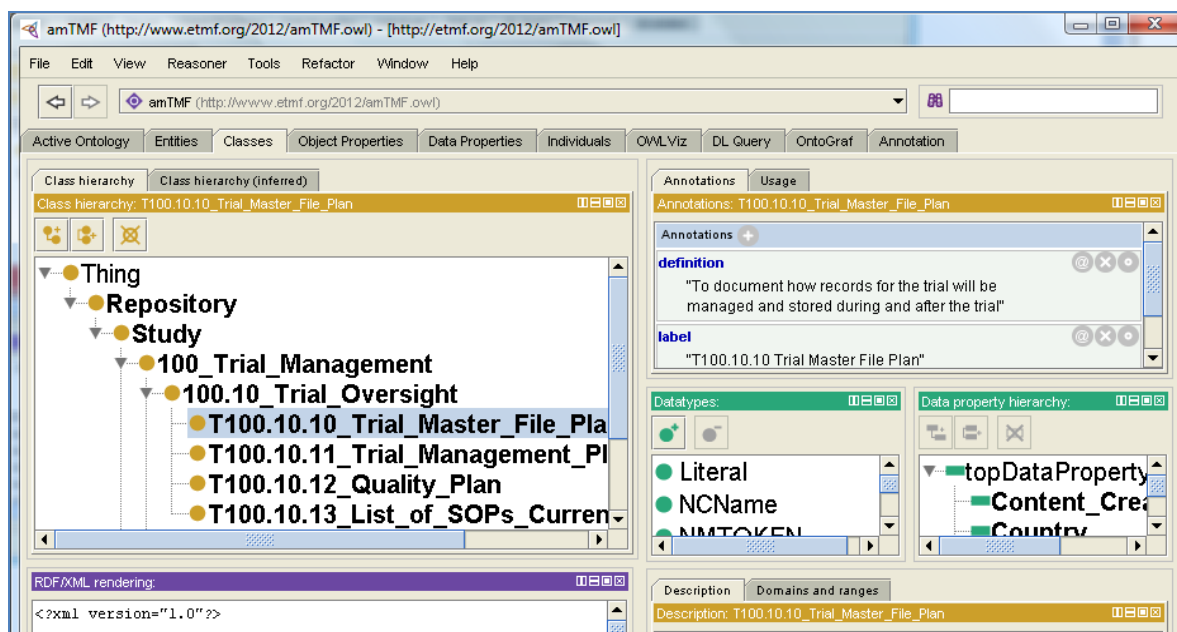 amTMF (http://www.etmf.org/2012/amTMF.owl) - [http://etmf.org/2012/amTMF.owl]
File Edit View Reasoner Tools Refactor Window Help
amTMF (http://www.etmf.org/2012/amTMF.owl)
Active Ontology Entities Classes Object Properties Data Properties Individuals OWLViz DL Query OntoGraf Annotation
Class hierarchy Class hierarchy (inferred)
Class hierarchy: T100.10.10_Trial_Master_File_Plan
Thing
Repository
Study
100_Trial_Management
100.10_Trial_Oversight
T100.10.10_Trial_Master_File_Pla
T100.10.11_Trial_Management_Pl
T100.10.12_Quality_Plan
T100.10.13_List_of_SOPs_Curren
RDF/XML rendering:
<?xml version="1.0"?>
Annotations Usage
Annotations: T100.10.10_Trial_Master_File_Plan
Annotations
definition
"To document how records for the trial will be
managed and stored during and after the trial"
label
"T100.10.10 Trial Master File Plan"
Datatypes:
Literal
NCName
NMTOKEN
Data property hierarchy:
topDataProperty
Content_Crea
Country
Description Domains and ranges
Description: T100.10.10_Trial_Master_File_Plan